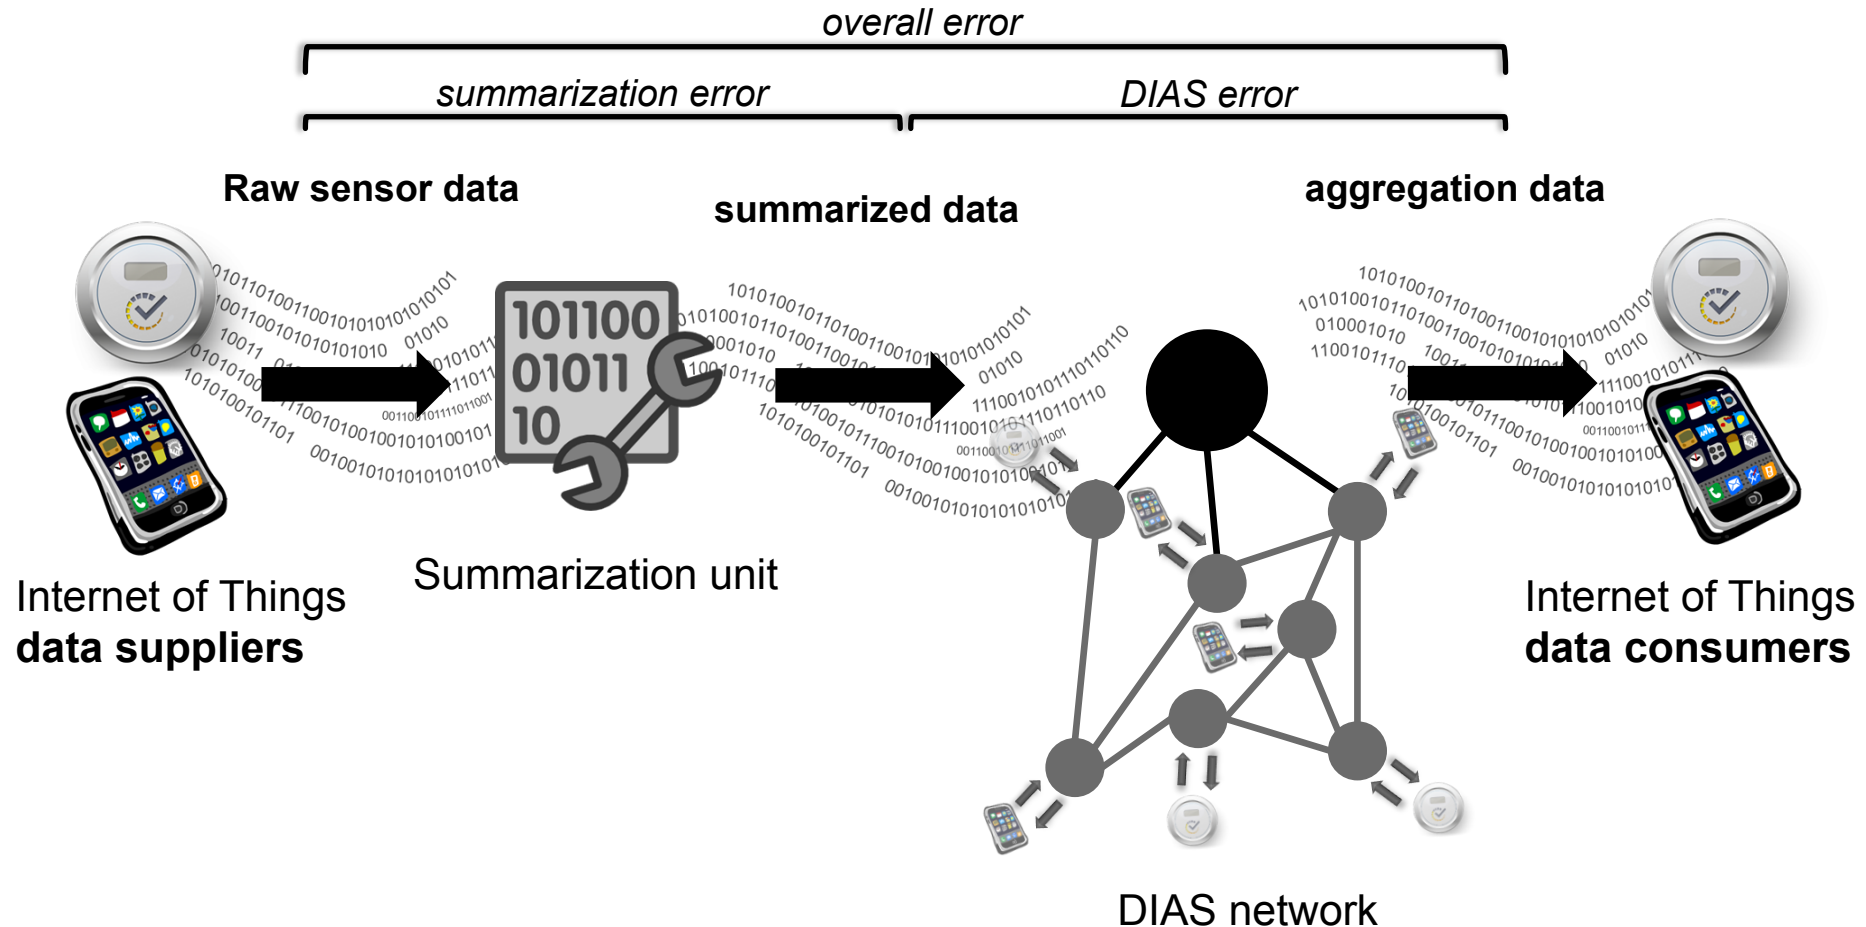 overall error
summarization error
DIAS error
Raw sensor data
summarized data
aggregation data
101100
01011
10
Summarization unit
Internet of Things
data suppliers
Internet of Things
data consumers
DIAS network